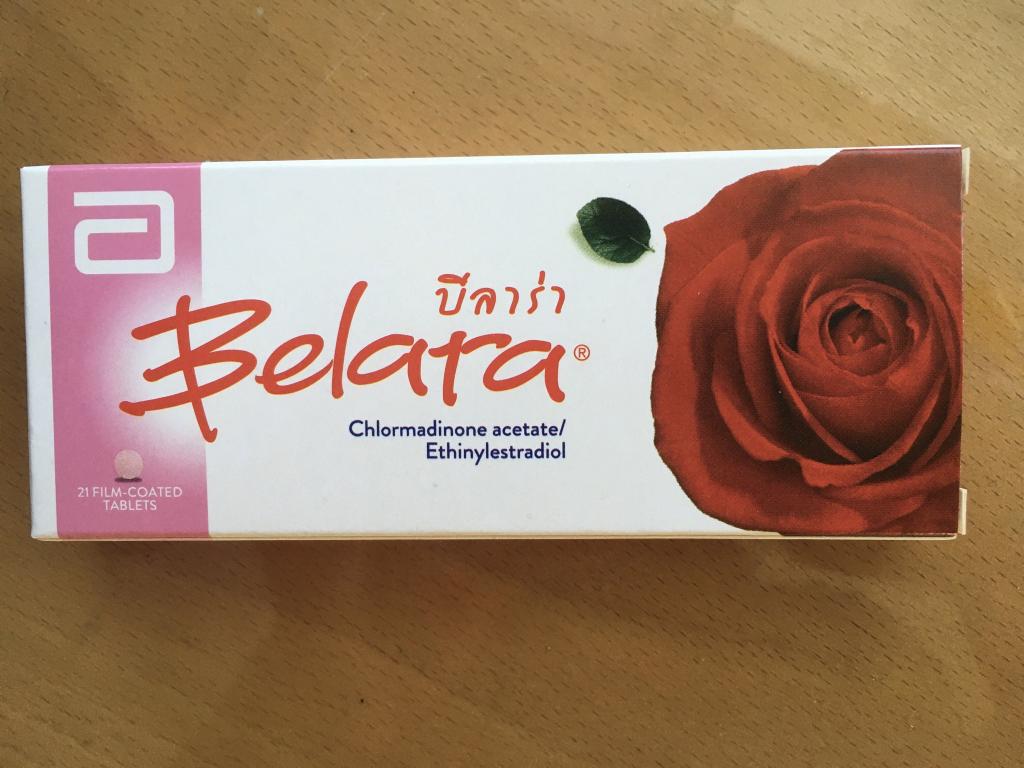 บีลาร่า
Belara®
Chlormadinone acetate/
Ethinylestradiol
21 FILM-COATED
TABLETS